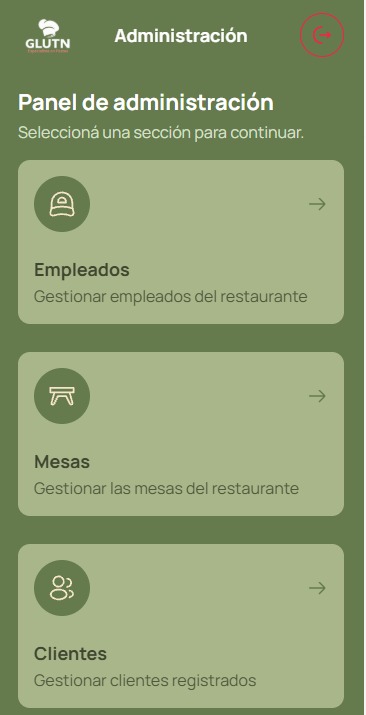 GLUTN
Administración
Panel de administración
Seleccioná una sección para continuar.
Empleados
Gestionar empleados del restaurante
Mesas
Gestionar las mesas del restaurante
Clientes
Gestionar clientes registrados